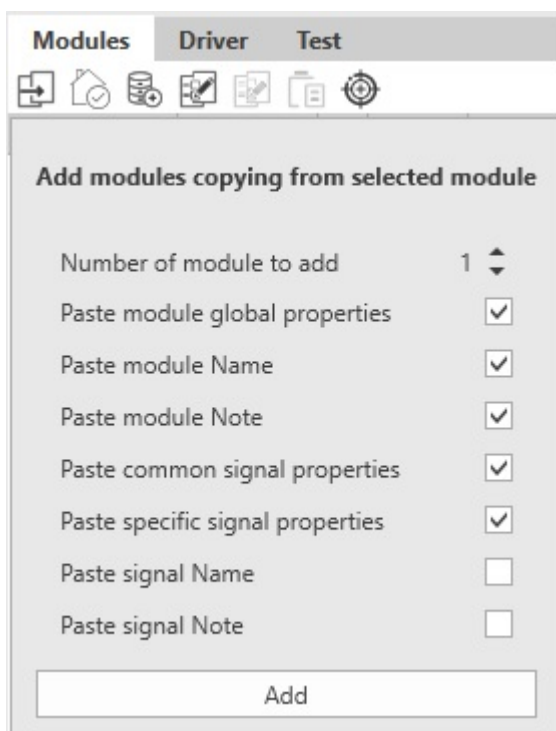 Modules Driver Test
Add modules copying from selected module
Number of module to add 1
Paste module global properties
Paste module Name
Paste module Note
Paste common signal properties
Paste specific signal properties
Paste signal Name
Paste signal Note
Add